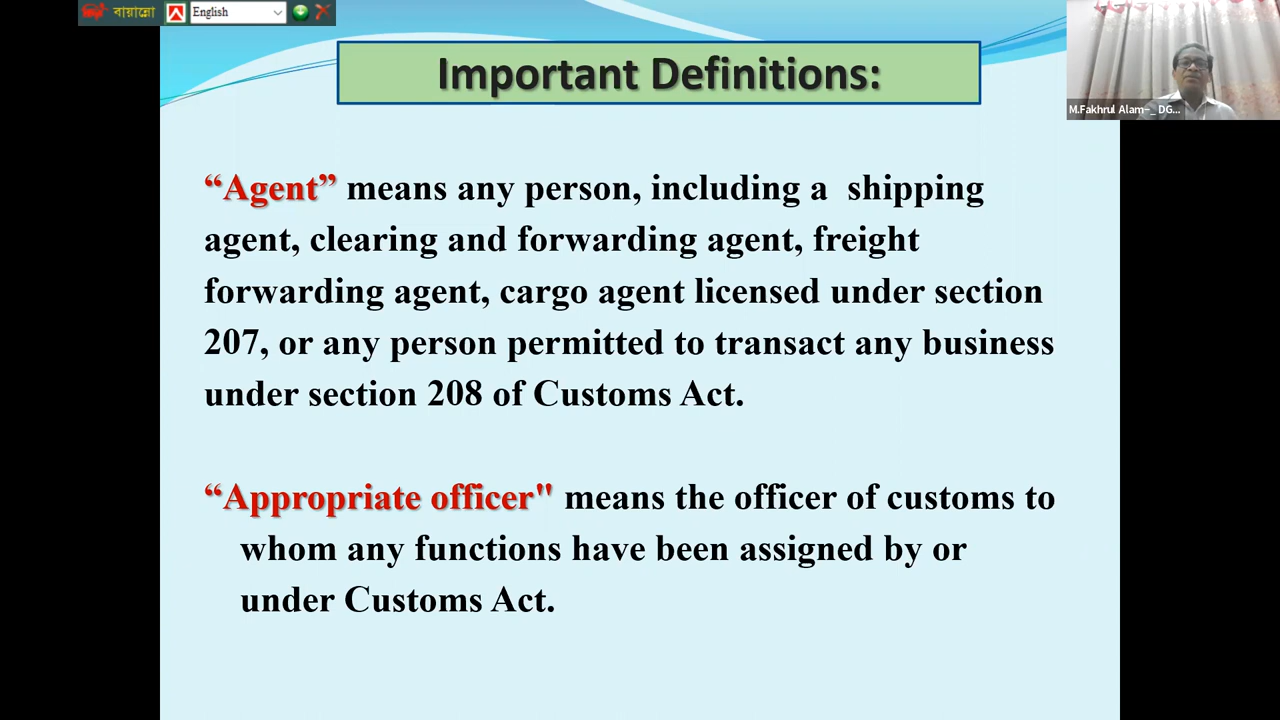 বায়ান্নো
English
M.Fakhrul Alam–_ DG...
Important Definitions:
“Agent” means any person, including a shipping
agent, clearing and forwarding agent, freight
forwarding agent, cargo agent licensed under section
207, or any person permitted to transact any business
under section 208 of Customs Act.
“Appropriate officer" means the officer of customs to
whom any functions have been assigned by or
under Customs Act.